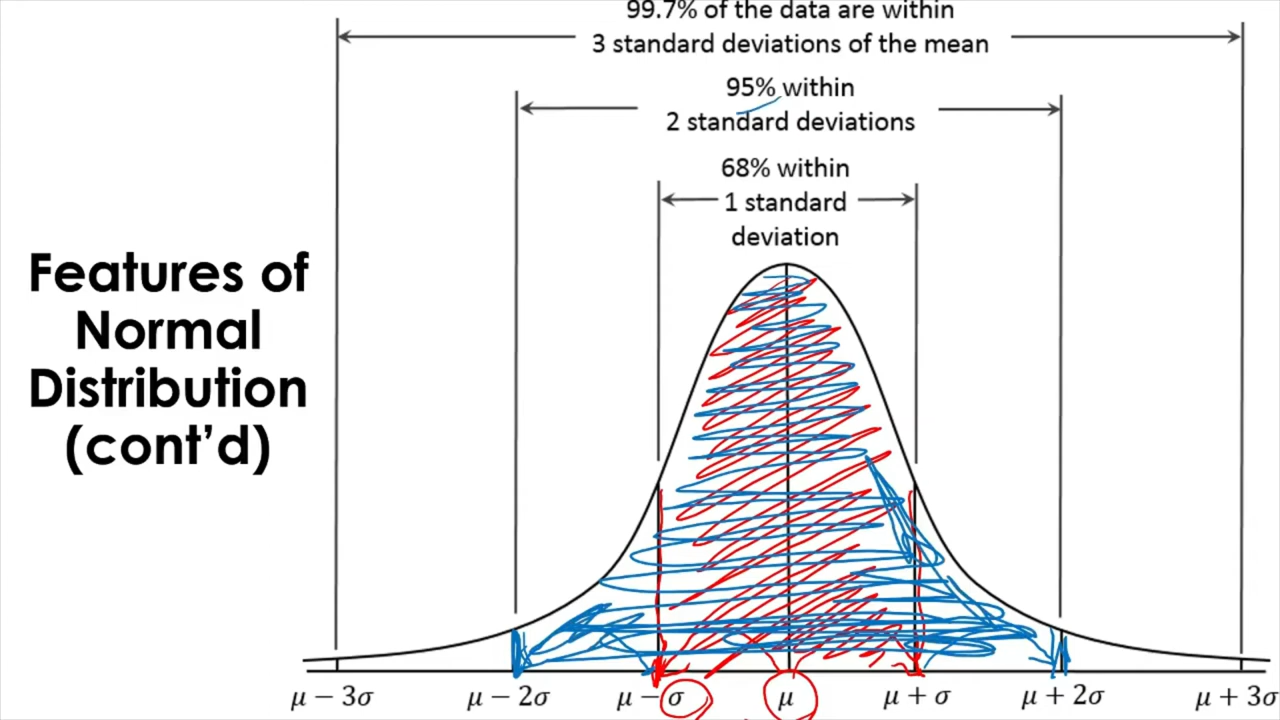 99.7% of the data are within
3 standard deviations of the mean
95% within
2 standard deviations
68% within
1 standard
deviation
Features of
Normal
Distribution
(cont’d)
μ − 3σ μ − 2σ μ − σ μ μ + σ μ + 2σ μ + 3σ